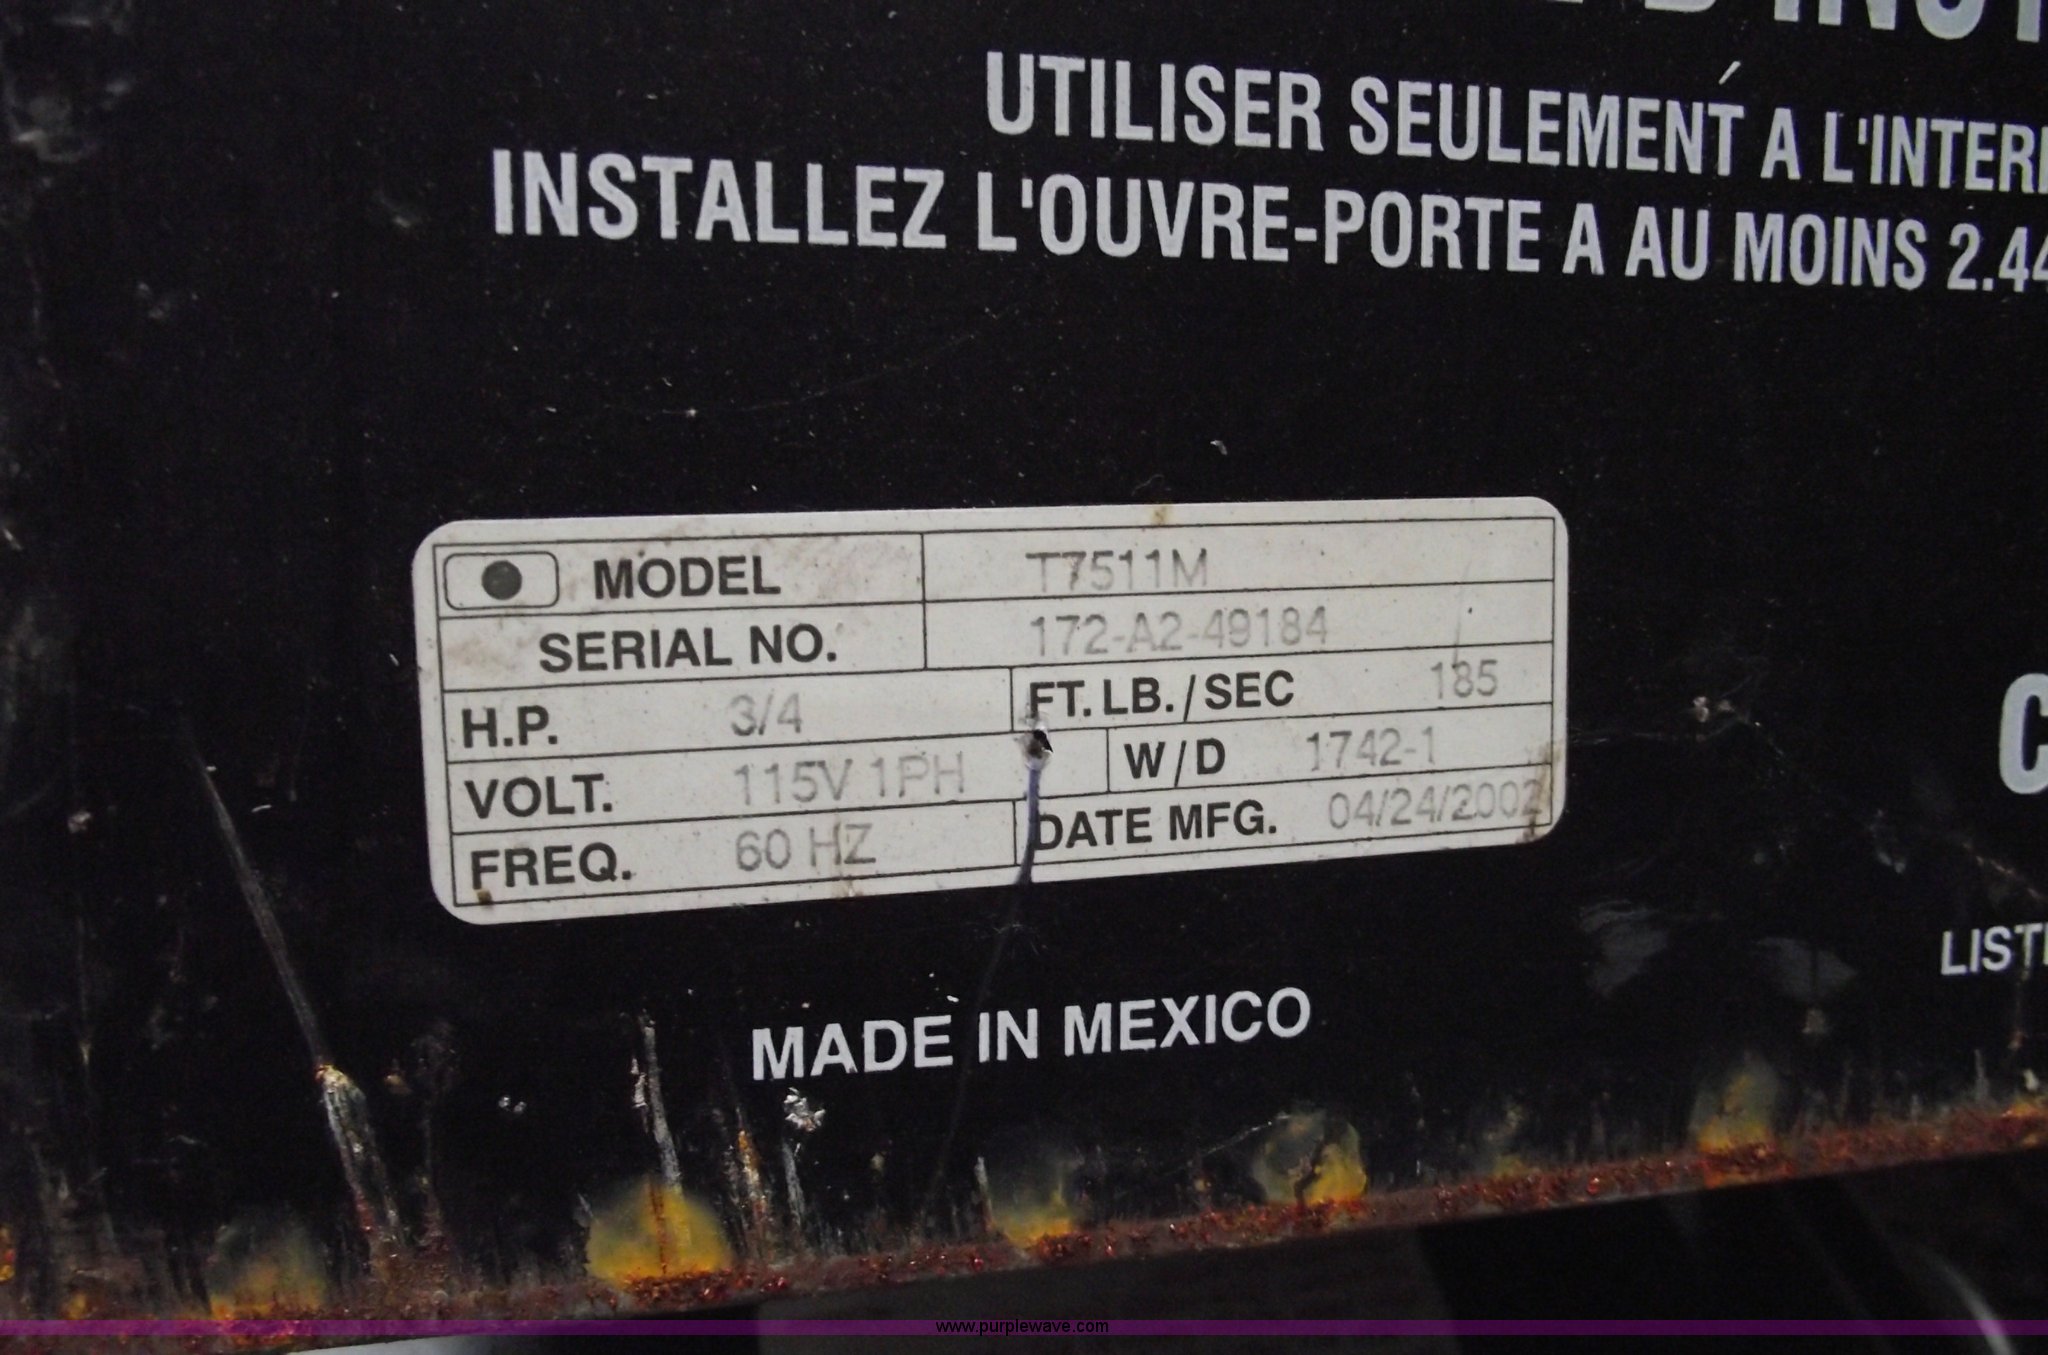 UTILISER SEULEMENT A L'INTERI
INSTALLEZ L'OUVRE-PORTE A AU MOINS 2.44
MODEL T7511M
SERIAL NO. 172-A2-49184
H.P. 3/4 FT. LB./SEC 185
VOLT. 115V 1PH W/D 1742-1
FREQ. 60 HZ DATE MFG. 04/24/2002
MADE IN MEXICO
www.purplewave.com